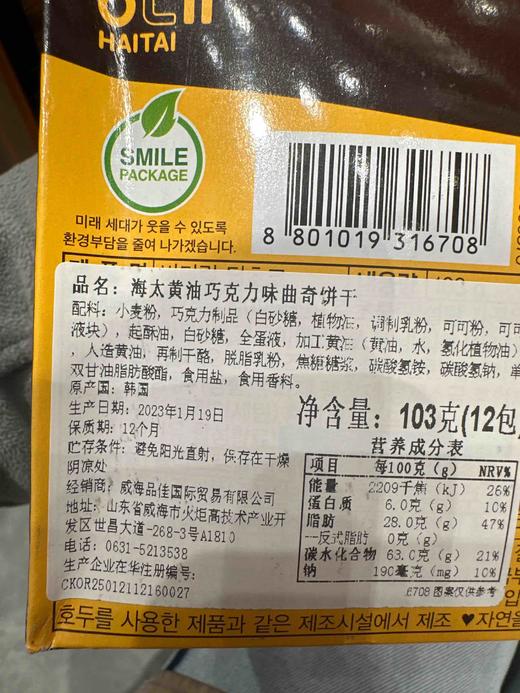 HAITAI
SMILE
PACKAGE
미래 세대가 웃을 수 있도록
환경부담을 줄여 나가겠습니다.
8 801019 316708
品名：海太黄油巧克力味曲奇饼干
配料：小麦粉，巧克力制品（白砂糖，植物油，调制乳粉，可可粉，可可
液块），起酥油，白砂糖，全蛋液，加工黄油（黄油，水，氢化植物油）
，人造黄油，再制干酪，脱脂乳粉，焦糖糖浆，碳酸氢铵，碳酸氢钠，单
双甘油脂肪酸酯，食用盐，食用香料。
原产国：韩国
生产日期：2023年1月19日
保质期：12个月
贮存条件：避免阳光直射，保存在干燥
阴凉处
经销商：威海品佳国际贸易有限公司
地址：山东省威海市火炬高技术产业开
发区世昌大道-268-3号A1810
电话：0631-5213538
生产企业在华注册编号：
CKOR25012112160027
净含量：103克(12包
营养成分表
项目 每100克（g） NRV%
能量 2209千焦（kJ） 26%
蛋白质 6.0克（g） 10%
脂肪 28.0克（g） 47%
--反式脂肪 0克（g）
碳水化合物 63.0克（g） 21%
钠 190毫克（mg） 10%
6708 图案仅供参考
호두를 사용한 제품과 같은 제조시설에서 제조 ♥자연을